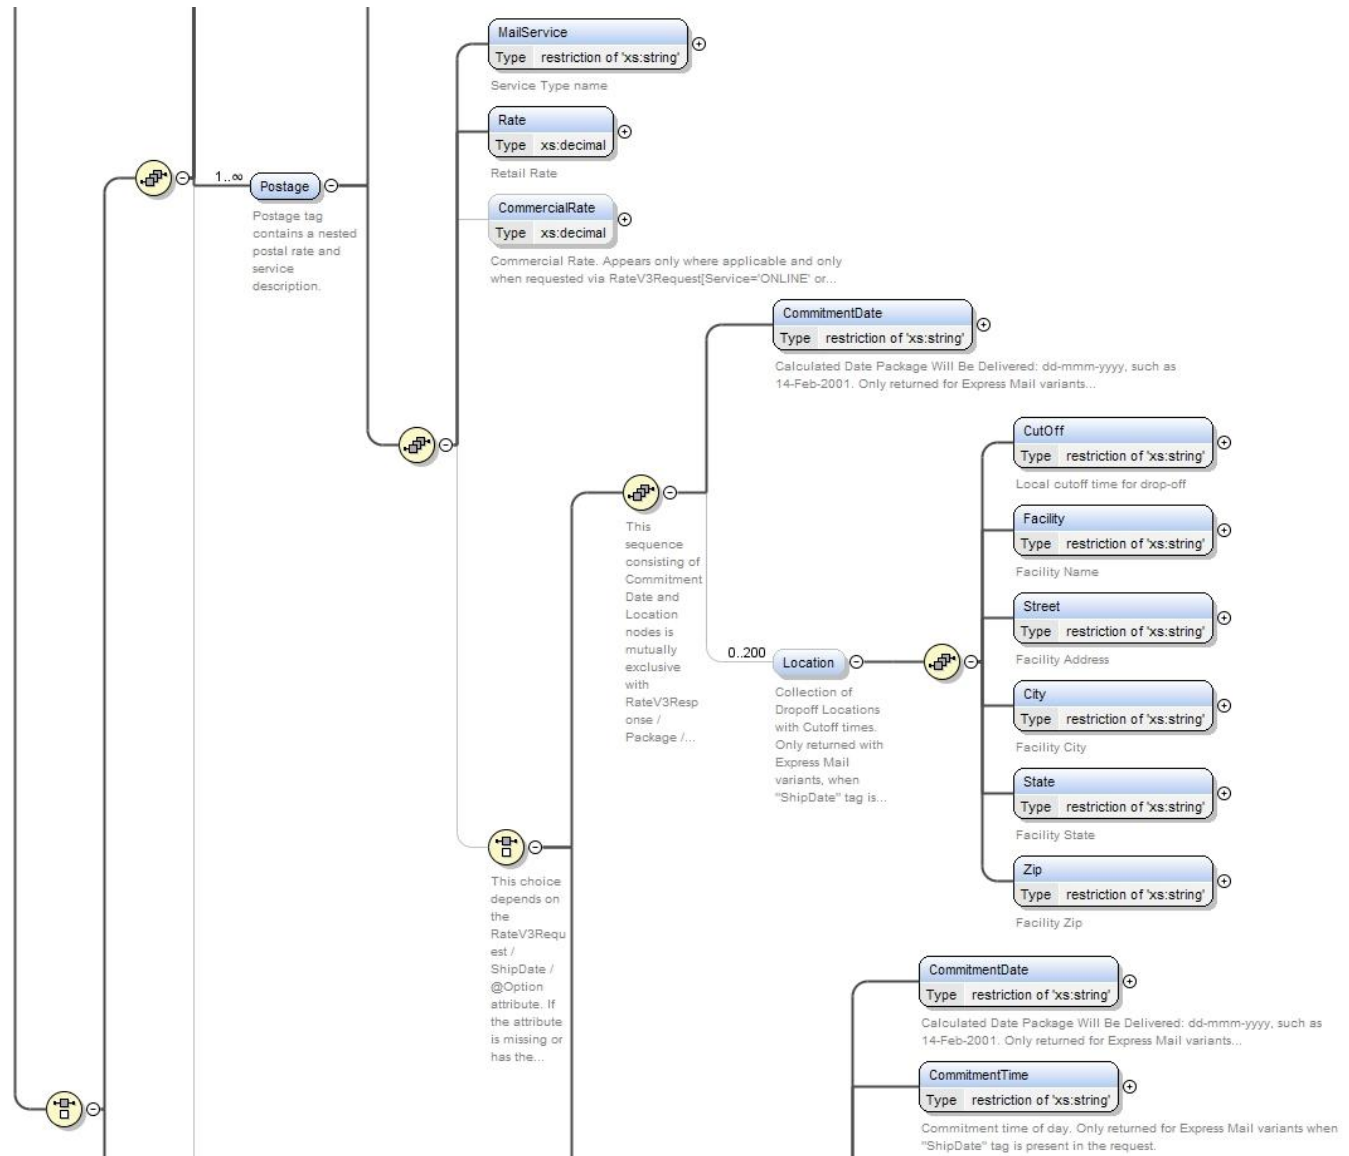 MailService
Type restriction of 'xs:string'
Service Type name
Rate
Type xs:decimal
Retail Rate
1..∞
Postage
Postage tag
contains a nested
postal rate and
service
description.
CommercialRate
Type xs:decimal
Commercial Rate. Appears only where applicable and only
when requested via RateV3Request[Service='ONLINE' or...
CommitmentDate
Type restriction of 'xs:string'
Calculated Date Package Will Be Delivered: dd-mmm-yyyy, such as
14-Feb-2001. Only returned for Express Mail variants...
This
sequence
consisting of
Commitment
Date and
Location
nodes is
mutually
exclusive
with
RateV3Resp
onse /
Package /...
0..200
Location
Collection of
Dropoff Locations
with Cutoff times.
Only returned with
Express Mail
variants, when
"ShipDate" tag is...
CutOff
Type restriction of 'xs:string'
Local cutoff time for drop-off
Facility
Type restriction of 'xs:string'
Facility Name
Street
Type restriction of 'xs:string'
Facility Address
City
Type restriction of 'xs:string'
Facility City
State
Type restriction of 'xs:string'
Facility State
Zip
Type restriction of 'xs:string'
Facility Zip
This choice
depends on
the
RateV3Requ
est /
ShipDate /
@Option
attribute. If
the attribute
is missing or
has the...
CommitmentDate
Type restriction of 'xs:string'
Calculated Date Package Will Be Delivered: dd-mmm-yyyy, such as
14-Feb-2001. Only returned for Express Mail variants...
CommitmentTime
Type restriction of 'xs:string'
Commitment time of day. Only returned for Express Mail variants when
"ShipDate" tag is present in the request.